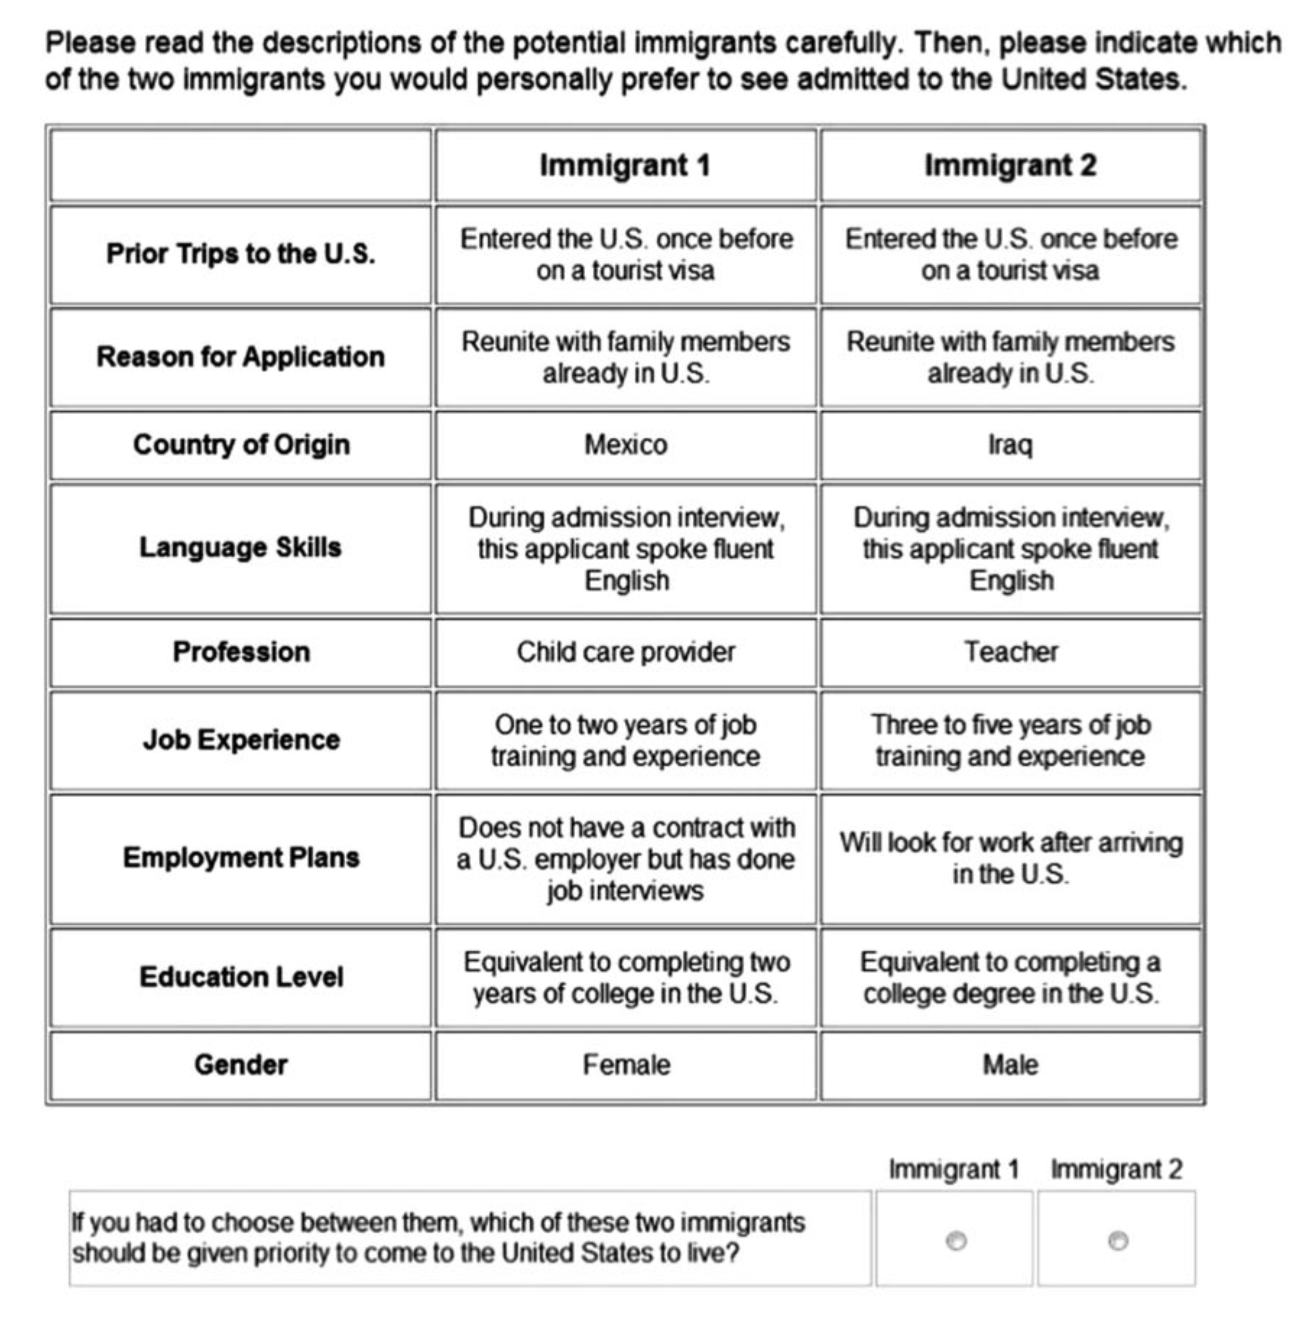 Please read the descriptions of the potential immigrants carefully. Then, please indicate which
of the two immigrants you would personally prefer to see admitted to the United States.
Immigrant 1
Immigrant 2
Prior Trips to the U.S.
Entered the U.S. once before
on a tourist visa
Entered the U.S. once before
on a tourist visa
Reason for Application
Reunite with family members
already in U.S.
Reunite with family members
already in U.S.
Country of Origin
Mexico
Iraq
Language Skills
During admission interview,
this applicant spoke fluent
English
During admission interview,
this applicant spoke fluent
English
Profession
Child care provider
Teacher
Job Experience
One to two years of job
training and experience
Three to five years of job
training and experience
Employment Plans
Does not have a contract with
a U.S. employer but has done
job interviews
Will look for work after arriving
in the U.S.
Education Level
Equivalent to completing two
years of college in the U.S.
Equivalent to completing a
college degree in the U.S.
Gender
Female
Male
Immigrant 1
Immigrant 2
If you had to choose between them, which of these two immigrants
should be given priority to come to the United States to live?